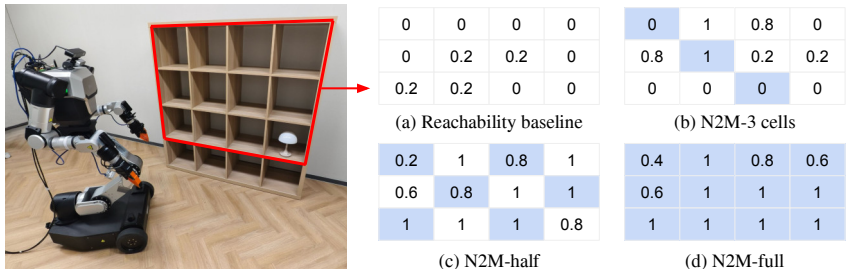 0 0 0 0
0 0.2 0.2 0
0.2 0.2 0 0
(a) Reachability baseline
0 1 0.8 0
0.8 1 0.2 0.2
0 0 0 0
(b) N2M-3 cells
0.2 1 0.8 1
0.6 0.8 1 1
1 1 1 0.8
(c) N2M-half
0.4 1 0.8 0.6
0.6 1 1 1
1 1 1 1
(d) N2M-full